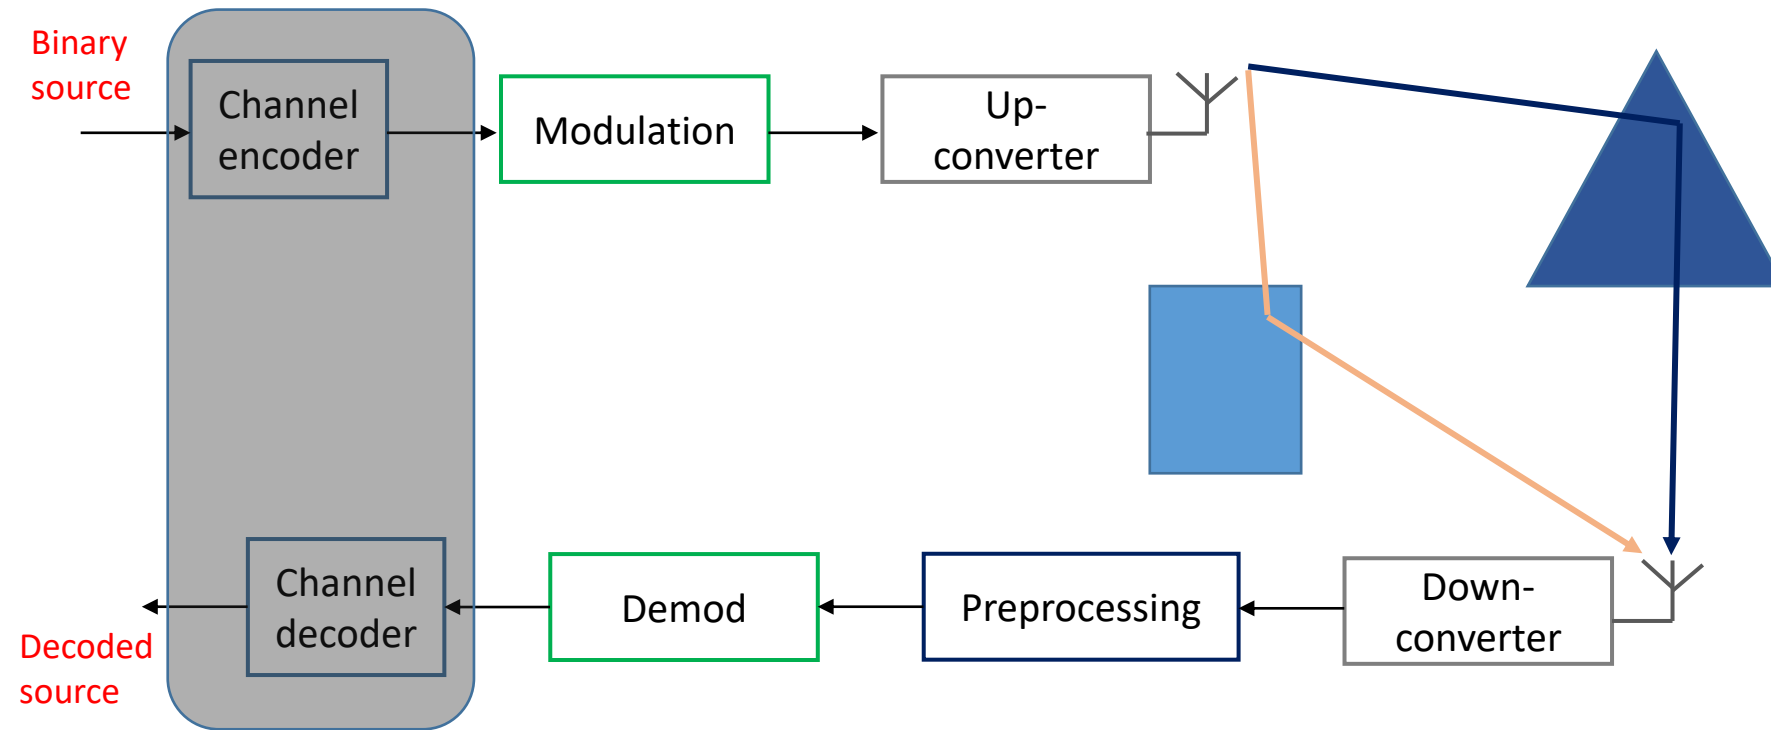 Binary
source
Channel
encoder
Modulation
Up-
converter
Channel
decoder
Demod
Preprocessing
Down-
converter
Decoded
source